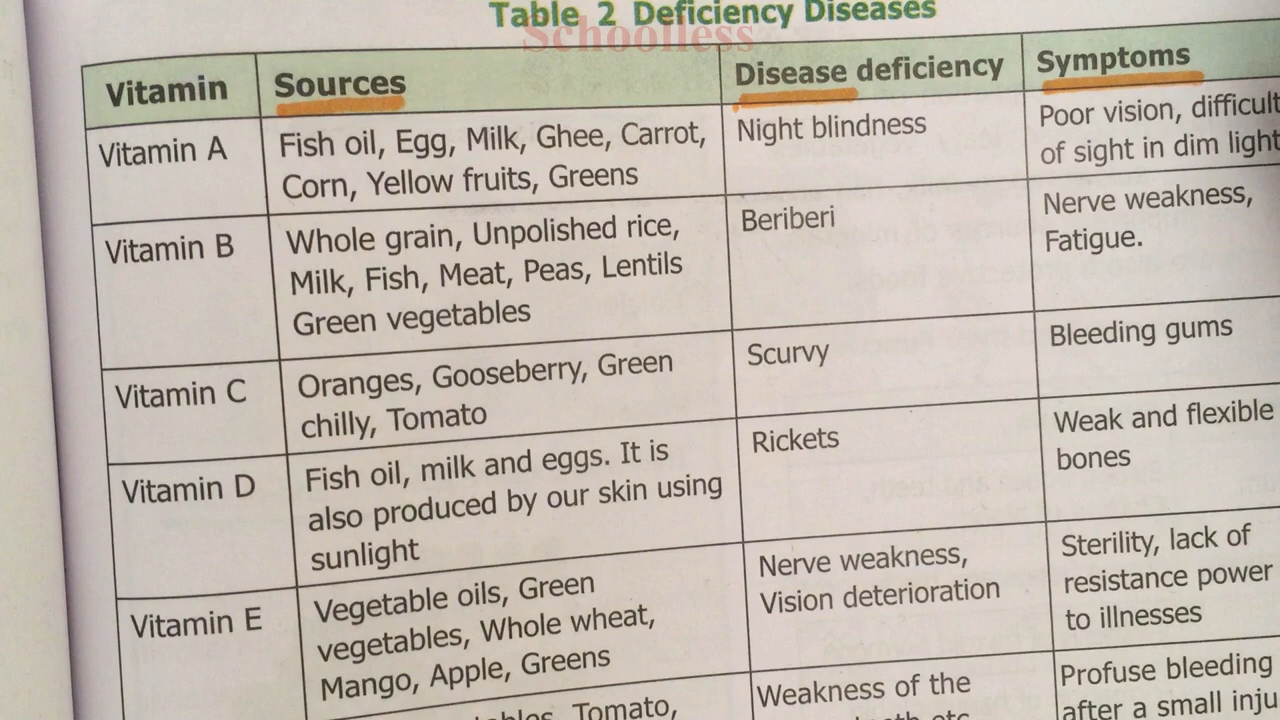 Table 2 Deficiency Diseases
Schoolless
Vitamin Sources Disease deficiency Symptoms
Vitamin A
Fish oil, Egg, Milk, Ghee, Carrot,
Corn, Yellow fruits, Greens
Night blindness
Poor vision, difficult
of sight in dim light
Vitamin B
Whole grain, Unpolished rice,
Milk, Fish, Meat, Peas, Lentils
Green vegetables
Beriberi
Nerve weakness,
Fatigue.
Vitamin C
Oranges, Gooseberry, Green
chilly, Tomato
Scurvy
Bleeding gums
Vitamin D
Fish oil, milk and eggs. It is
also produced by our skin using
sunlight
Rickets
Weak and flexible
bones
Vitamin E
Vegetable oils, Green
vegetables, Whole wheat,
Mango, Apple, Greens
Nerve weakness,
Vision deterioration
Sterility, lack of
resistance power
to illnesses
Tomato,
Weakness of the
etc
Profuse bleeding
after a small inju